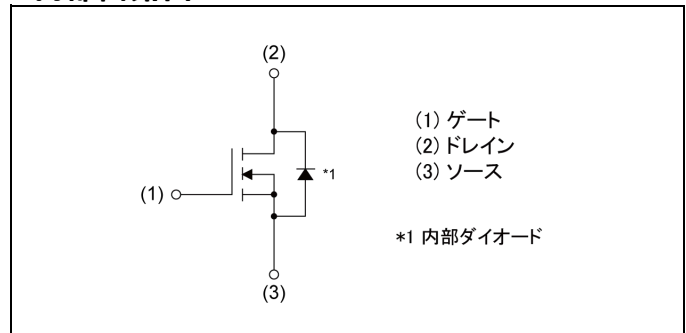 (2)
(1) ゲート
(2) ドレイン
(3) ソース
*1
(1)
*1 内部ダイオード
(3)